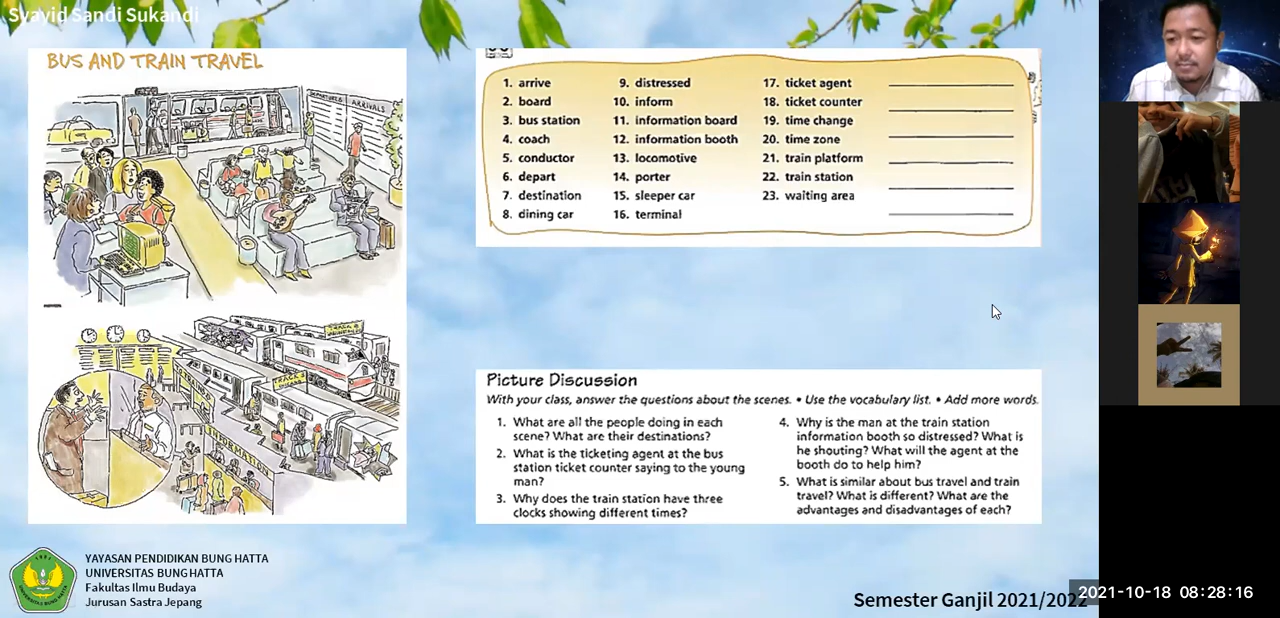 Syavid Sandi Sukandi
BUS AND TRAIN TRAVEL
ARRIVALS
TRACK 3
TRAINS
INFORMATION
1. arrive
2. board
3. bus station
4. coach
5. conductor
6. depart
7. destination
8. dining car
9. distressed
10. inform
11. information board
12. information booth
13. locomotive
14. porter
15. sleeper car
16. terminal
17. ticket agent
18. ticket counter
19. time change
20. time zone
21. train platform
22. train station
23. waiting area
Picture Discussion
With your class, answer the questions about the scenes. • Use the vocabulary list. • Add more words.
1. What are all the people doing in each
scene? What are their destinations?
2. What is the ticketing agent at the bus
station ticket counter saying to the young
man?
3. Why does the train station have three
clocks showing different times?
4. Why is the man at the train station
information booth so distressed? What is
he shouting? What will the agent at the
booth do to help him?
5. What is similar about bus travel and train
travel? What is different? What are the
advantages and disadvantages of each?
YAYASAN PENDIDIKAN BUNG HATTA
UNIVERSITAS BUNG HATTA
Fakultas Ilmu Budaya
Jurusan Sastra Jepang
Semester Ganjil 2021/2022
2021-10-18 08:28:16